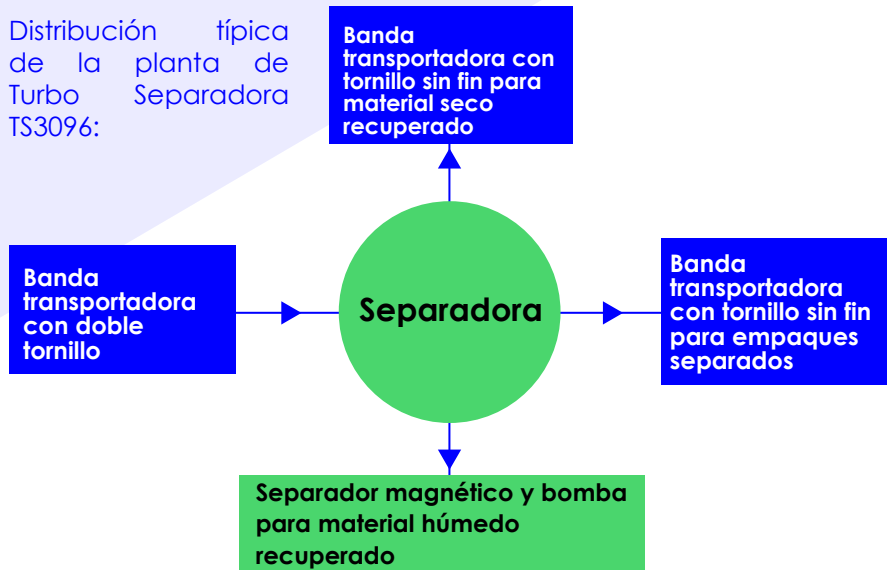 Distribución típica
de la planta de
Turbo Separadora
TS3096:
Banda
transportadora con
tornillo sin fin para
material seco
recuperado
Banda
transportadora
con doble
tornillo
Separadora
Banda
transportadora
con tornillo sin fin
para empaques
separados
Separador magnético y bomba
para material húmedo
recuperado